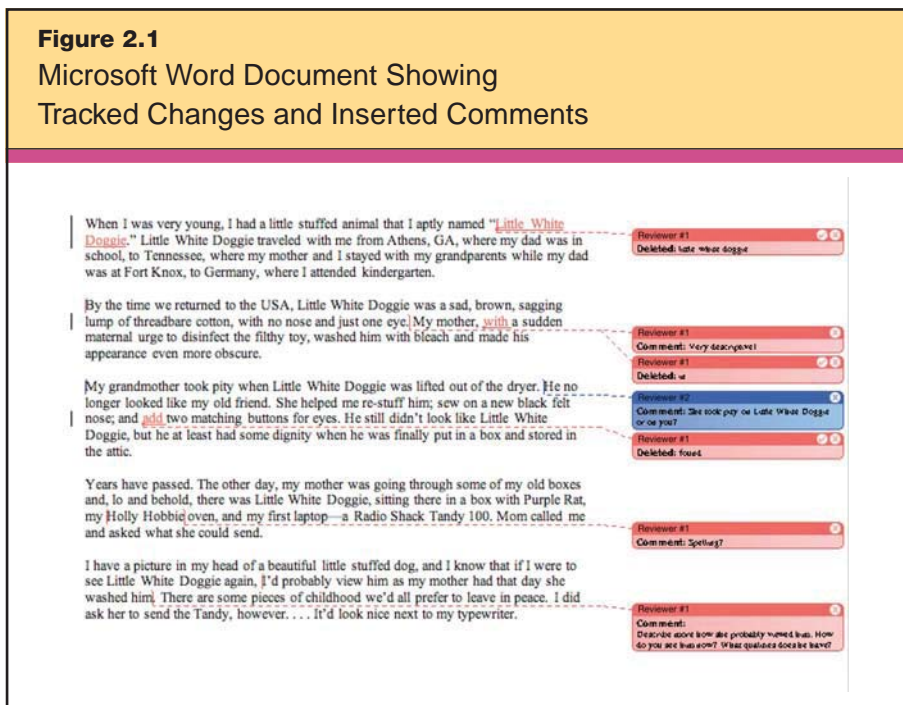 Figure 2.1
Microsoft Word Document Showing
Tracked Changes and Inserted Comments
When I was very young, I had a little stuffed animal that I aptly named “Little White
Doggie.” Little White Doggie traveled with me from Athens, GA, where my dad was in
school, to Tennessee, where my mother and I stayed with my grandparents while my dad
was at Fort Knox, to Germany, where I attended kindergarten.
Reviewer #1
Deleted: little white doggie
By the time we returned to the USA, Little White Doggie was a sad, brown, sagging
lump of threadbare cotton, with no nose and just one eye. My mother, with a sudden
maternal urge to disinfect the filthy toy, washed him with bleach and made his
appearance even more obscure.
Reviewer #1
Comment: Very descriptive!
Reviewer #1
Deleted:
My grandmother took pity when Little White Doggie was lifted out of the dryer. He no
longer looked like my old friend. She helped me re-stuff him; sew on a new black felt
nose; and add two matching buttons for eyes. He still didn’t look like Little White
Doggie, but he at least had some dignity when he was finally put in a box and stored in
the attic.
Reviewer #2
Comment: She took pity on Little White Doggie
or on you?
Reviewer #1
Deleted: found
Years have passed. The other day, my mother was going through some of my old boxes
and, lo and behold, there was Little White Doggie, sitting there in a box with Purple Rat,
my Holly Hobbie oven, and my first laptop—a Radio Shack Tandy 100. Mom called me
and asked what she could send.
Reviewer #1
Comment: Spelling?
I have a picture in my head of a beautiful little stuffed dog, and I know that if I were to
see Little White Doggie again, I’d probably view him as my mother had that day she
washed him. There are some pieces of childhood we’d all prefer to leave in peace. I did
ask her to send the Tandy, however. . . . It’d look nice next to my typewriter.
Reviewer #1
Comment:
Describe more how she probably viewed him. How
do you see him now? What qualities does he have?